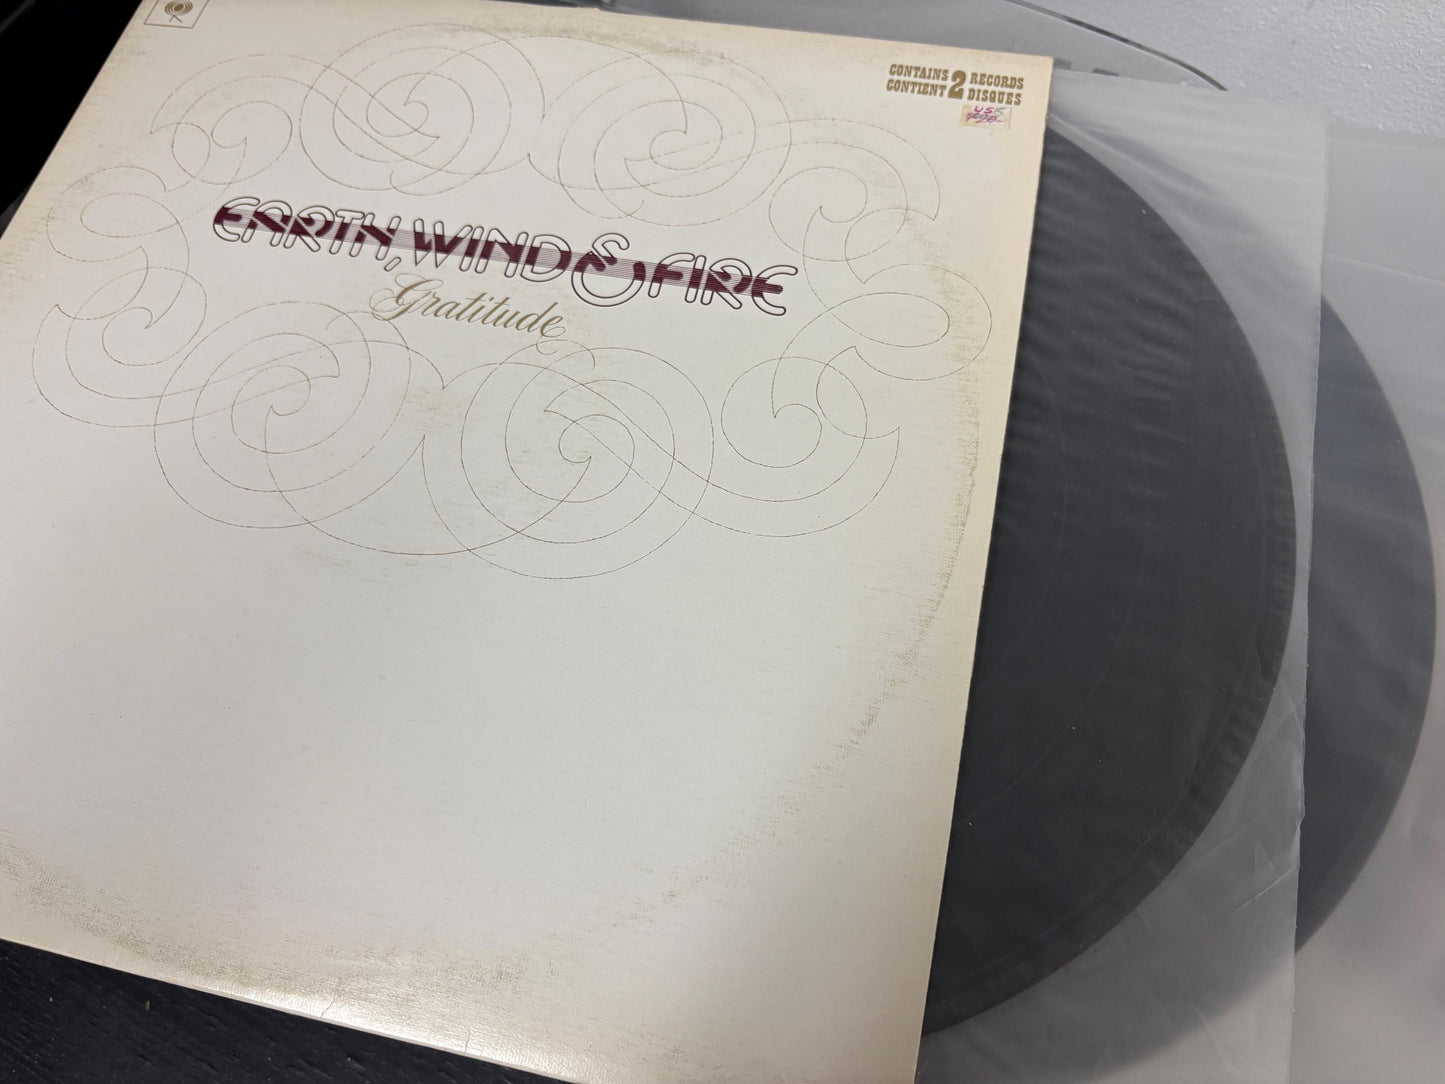 CONTAINS 2 RECORDS
CONTIENT 2 DISQUES
EARTH, WIND & FIRE
Gratitude